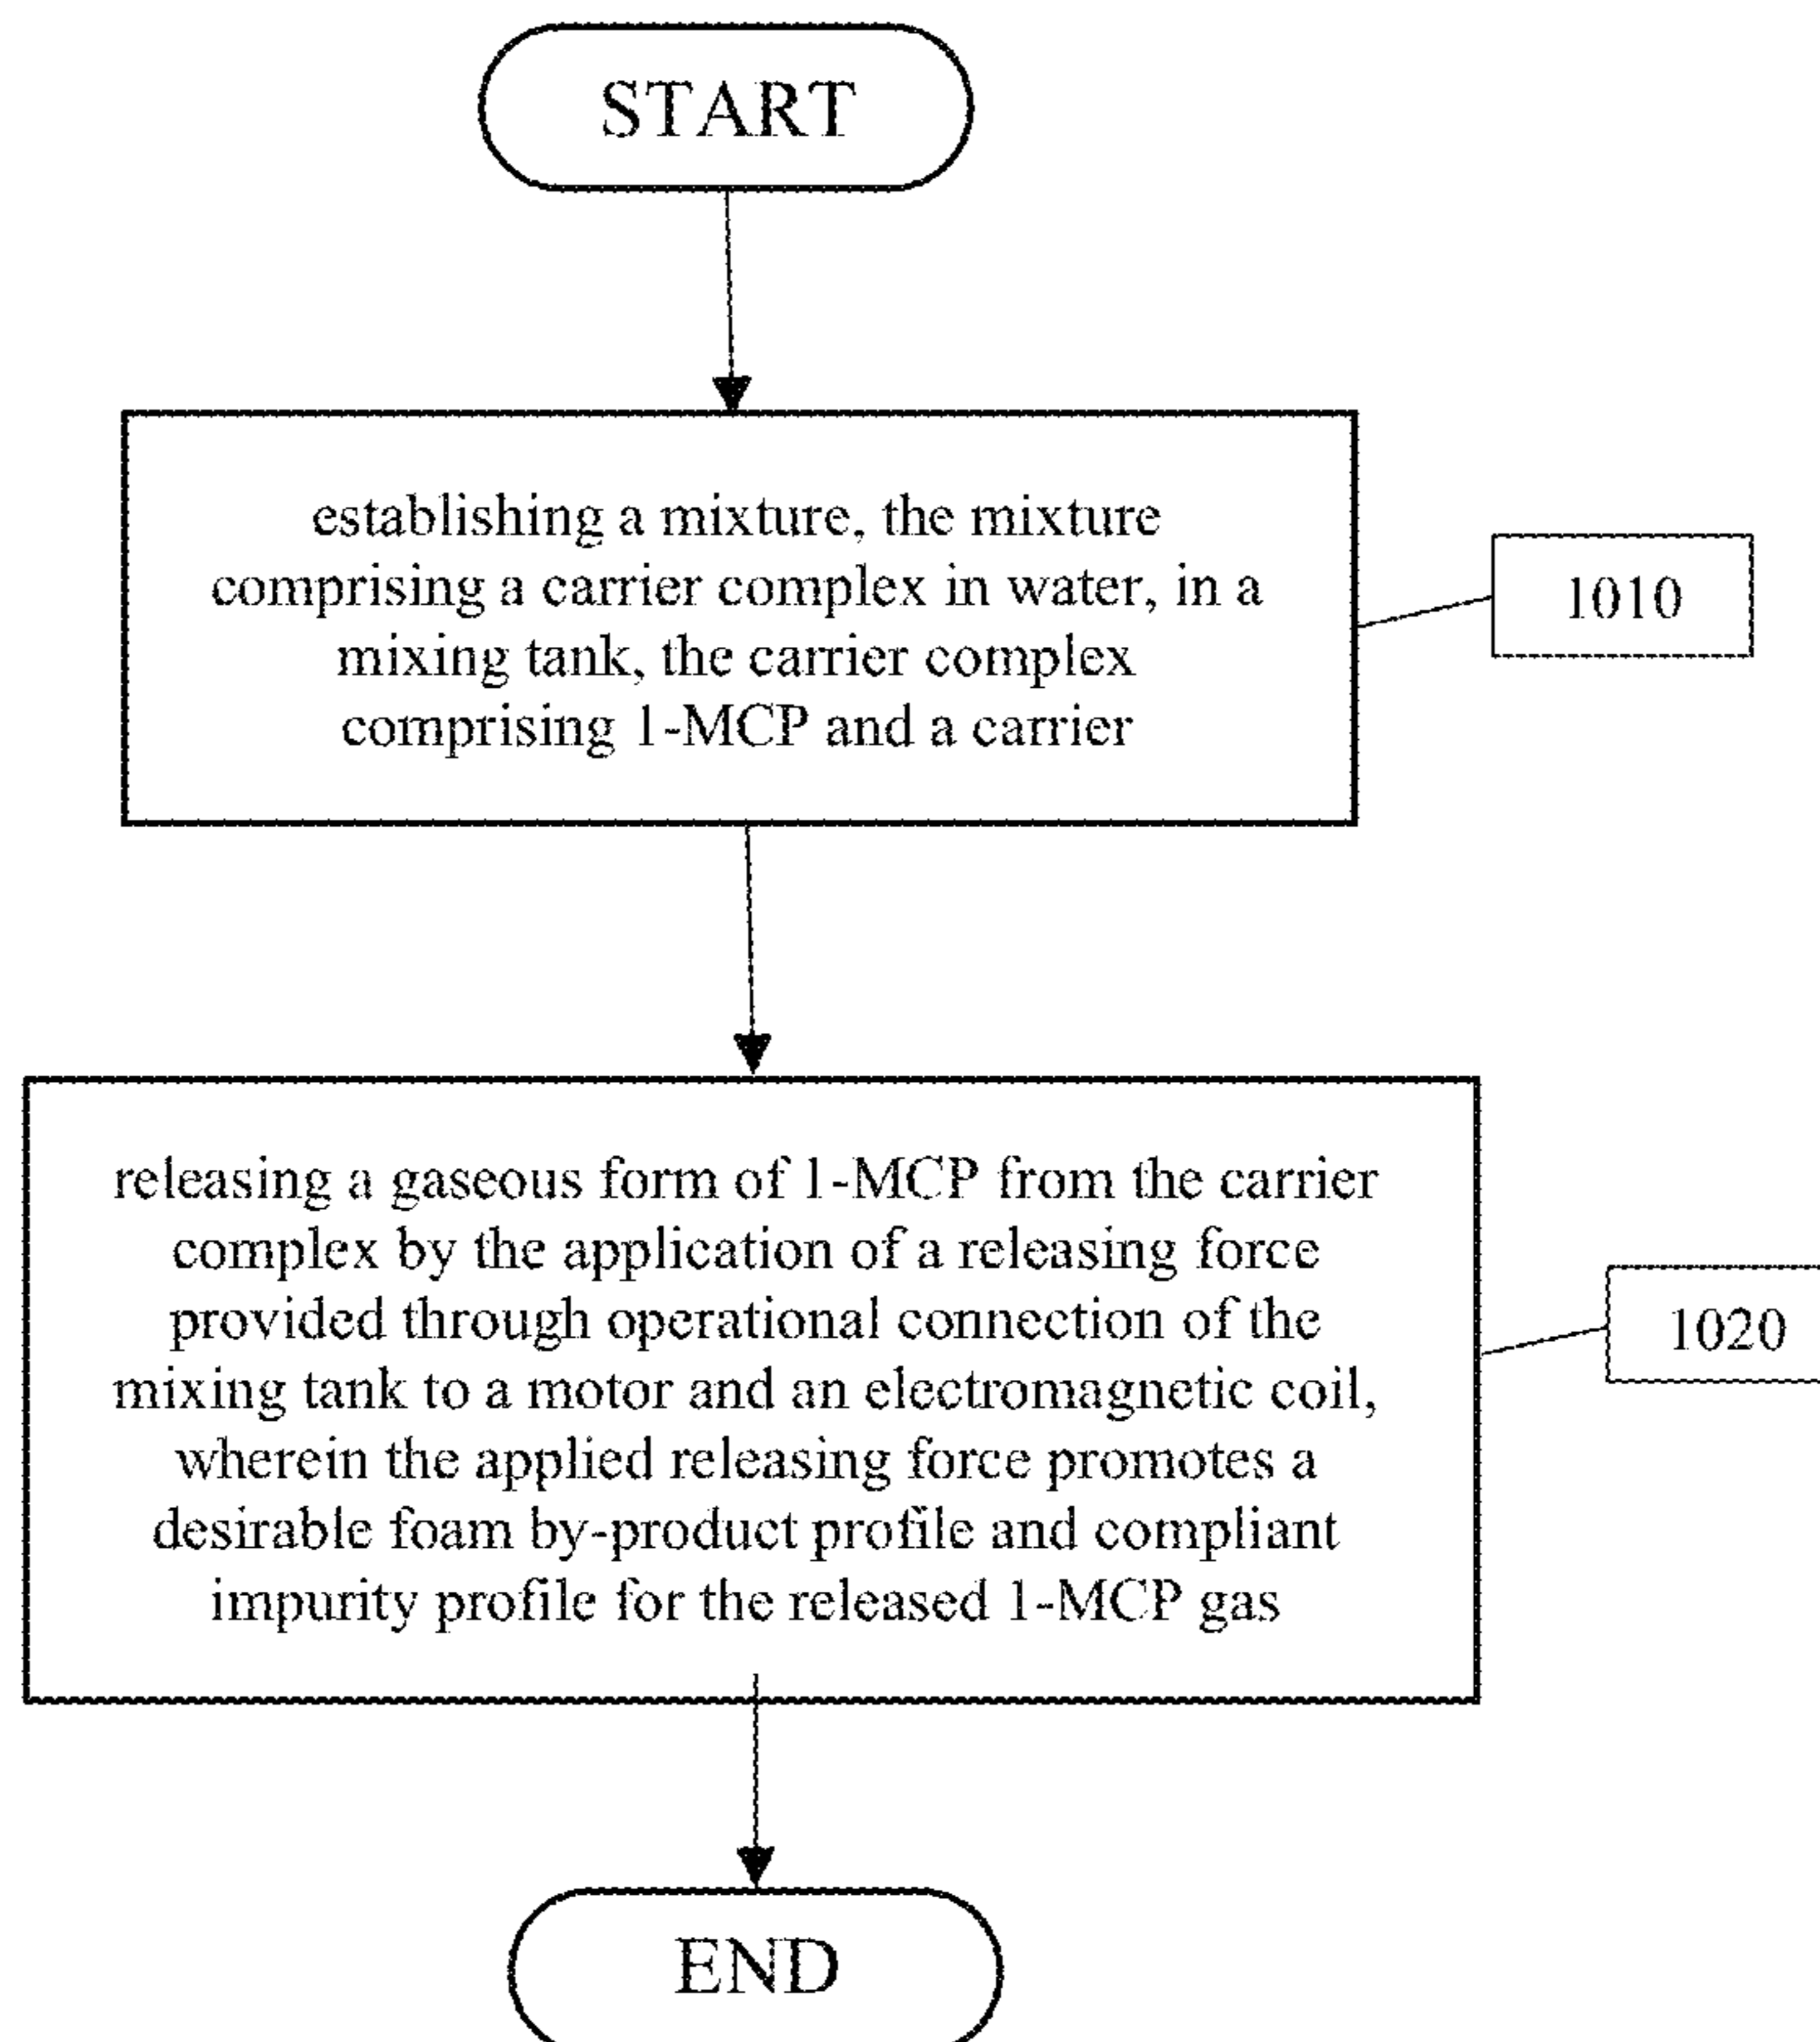 START
establishing a mixture, the mixture
comprising a carrier complex in water, in a
mixing tank, the carrier complex
comprising 1-MCP and a carrier
1010
releasing a gaseous form of 1-MCP from the carrier
complex by the application of a releasing force
provided through operational connection of the
mixing tank to a motor and an electromagnetic coil,
wherein the applied releasing force promotes a
desirable foam by-product profile and compliant
impurity profile for the released 1-MCP gas
1020
END